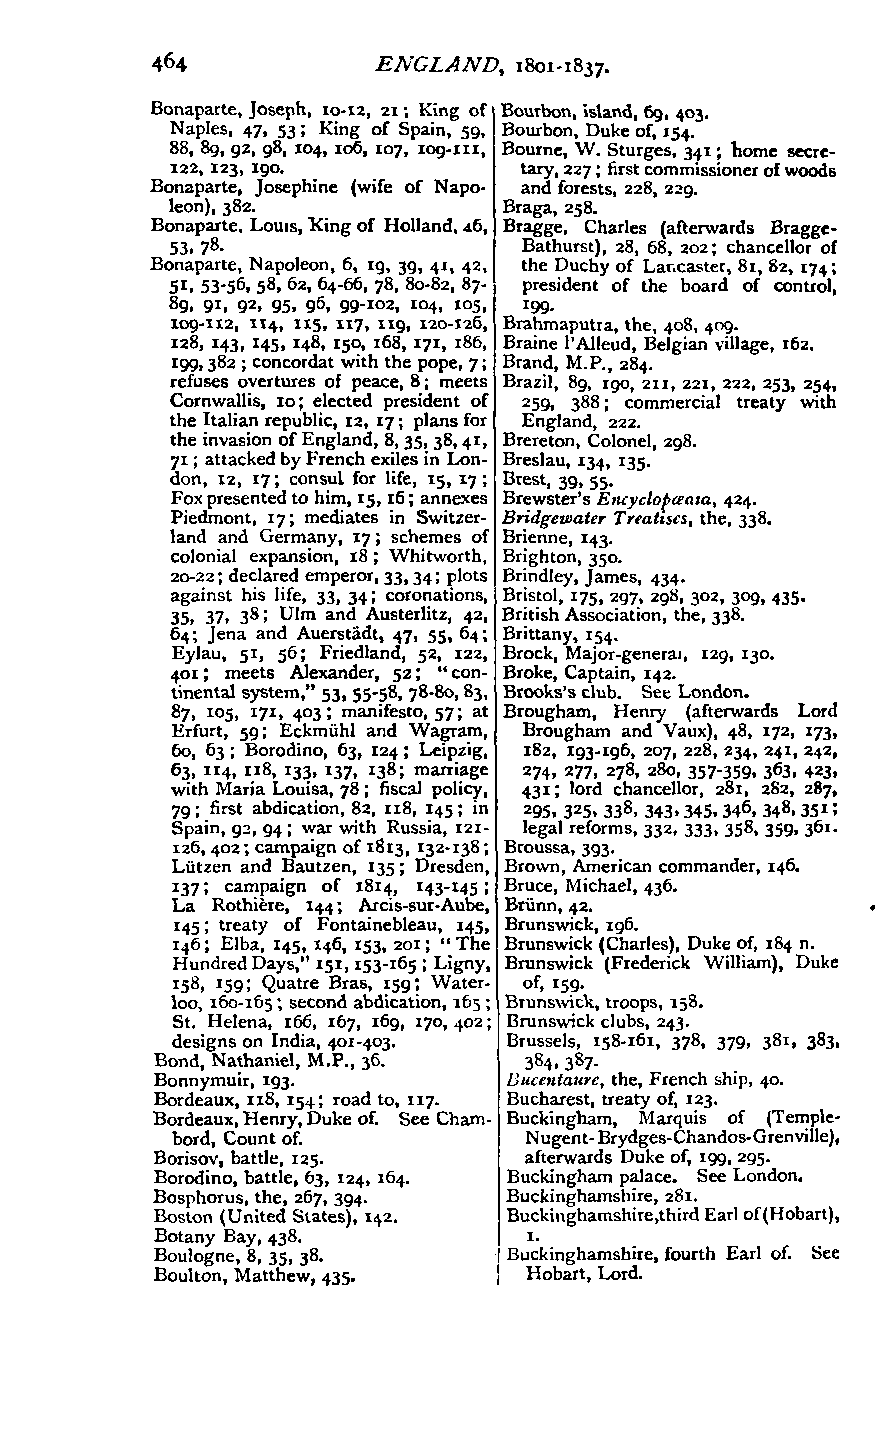 464 ENGLAND, 1801-1837.
Bonaparte, Joseph, 10-12, 21; King of
Naples, 47, 53; King of Spain, 59,
88, 89, 92, 98, 104, 106, 107, 109-111,
122, 123, 190.
Bonaparte, Josephine (wife of Napo-
leon), 382.
Bonaparte, Louis, King of Holland, 46,
53, 78.
Bonaparte, Napoleon, 6, 19, 39, 41, 42,
51, 53-56, 58, 62, 64-66, 78, 80-82, 87-
89, 91, 92, 95, 96, 99-102, 104, 105,
109-112, 114, 115, 117, 119, 120-126,
128, 143, 145, 148, 150, 168, 171, 186,
199, 382; concordat with the pope, 7;
refuses overtures of peace, 8; meets
Cornwallis, 10; elected president of
the Italian republic, 12, 17; plans for
the invasion of England, 8, 35, 38, 41,
71; attacked by French exiles in Lon-
don, 12, 17; consul for life, 15, 17;
Fox presented to him, 15, 16; annexes
Piedmont, 17; mediates in Switzer-
land and Germany, 17; schemes of
colonial expansion, 18; Whitworth,
20-22; declared emperor, 33, 34; plots
against his life, 33, 34; coronations,
35, 37, 38; Ulm and Austerlitz, 42,
64; Jena and Auerstädt, 47, 55, 64;
Eylau, 51, 56; Friedland, 52, 122,
401; meets Alexander, 52; "con-
tinental system," 53, 55-58, 78-80, 83,
87, 105, 171, 403; manifesto, 57; at
Erfurt, 59; Eckmühl and Wagram,
60, 63; Borodino, 63, 124; Leipzig,
63, 114, 118, 133, 137, 138; marriage
with Maria Louisa, 78; fiscal policy,
79; first abdication, 82, 118, 145; in
Spain, 92, 94; war with Russia, 121-
126, 402; campaign of 1813, 132-138;
Lützen and Bautzen, 135; Dresden,
137; campaign of 1814, 143-145;
La Rothière, 144; Arcis-sur-Aube,
145; treaty of Fontainebleau, 145,
146; Elba, 145, 146, 153, 201; "The
Hundred Days," 151, 153-165; Ligny,
158, 159; Quatre Bras, 159; Water-
loo, 160-165; second abdication, 165;
St. Helena, 166, 167, 169, 170, 402;
designs on India, 401-403.
Bond, Nathaniel, M.P., 36.
Bonnymuir, 193.
Bordeaux, 118, 154; road to, 117.
Bordeaux, Henry, Duke of. See Cham-
bord, Count of.
Borisov, battle, 125.
Borodino, battle, 63, 124, 164.
Bosphorus, the, 267, 394.
Boston (United States), 142.
Botany Bay, 438.
Boulogne, 8, 35, 38.
Boulton, Matthew, 435.
Bourbon, island, 69, 403.
Bourbon, Duke of, 154.
Bourne, W. Sturges, 341; home secre-
tary, 227; first commissioner of woods
and forests, 228, 229.
Braga, 258.
Bragge, Charles (afterwards Bragge-
Bathurst), 28, 68, 202; chancellor of
the Duchy of Lancaster, 81, 82, 174;
president of the board of control,
199.
Brahmaputra, the, 408, 409.
Braine l'Alleud, Belgian village, 162.
Brand, M.P., 284.
Brazil, 89, 190, 211, 221, 222, 253, 254,
259, 388; commercial treaty with
England, 222.
Brereton, Colonel, 298.
Breslau, 134, 135.
Brest, 39, 55.
Brewster's Encyclopædia, 424.
Bridgewater Treatises, the, 338.
Brienne, 143.
Brighton, 350.
Brindley, James, 434.
Bristol, 175, 297, 298, 302, 309, 435.
British Association, the, 338.
Brittany, 154.
Brock, Major-general, 129, 130.
Broke, Captain, 142.
Brooks's club. See London.
Brougham, Henry (afterwards Lord
Brougham and Vaux), 48, 172, 173,
182, 193-196, 207, 228, 234, 241, 242,
274, 277, 278, 280, 357-359, 363, 423,
431; lord chancellor, 281, 282, 287,
295, 325, 338, 343, 345, 346, 348, 351;
legal reforms, 332, 333, 358, 359, 361.
Broussa, 393.
Brown, American commander, 146.
Bruce, Michael, 436.
Brünn, 42.
Brunswick, 196.
Brunswick (Charles), Duke of, 184 n.
Brunswick (Frederick William), Duke
of, 159.
Brunswick, troops, 158.
Brunswick clubs, 243.
Brussels, 158-161, 378, 379, 381, 383,
384, 387.
Bucentaure, the, French ship, 40.
Bucharest, treaty of, 123.
Buckingham, Marquis of (Temple-
Nugent-Brydges-Chandos-Grenville),
afterwards Duke of, 199, 295.
Buckingham palace. See London.
Buckinghamshire, 281.
Buckinghamshire, third Earl of (Hobart),
1.
Buckinghamshire, fourth Earl of. See
Hobart, Lord.